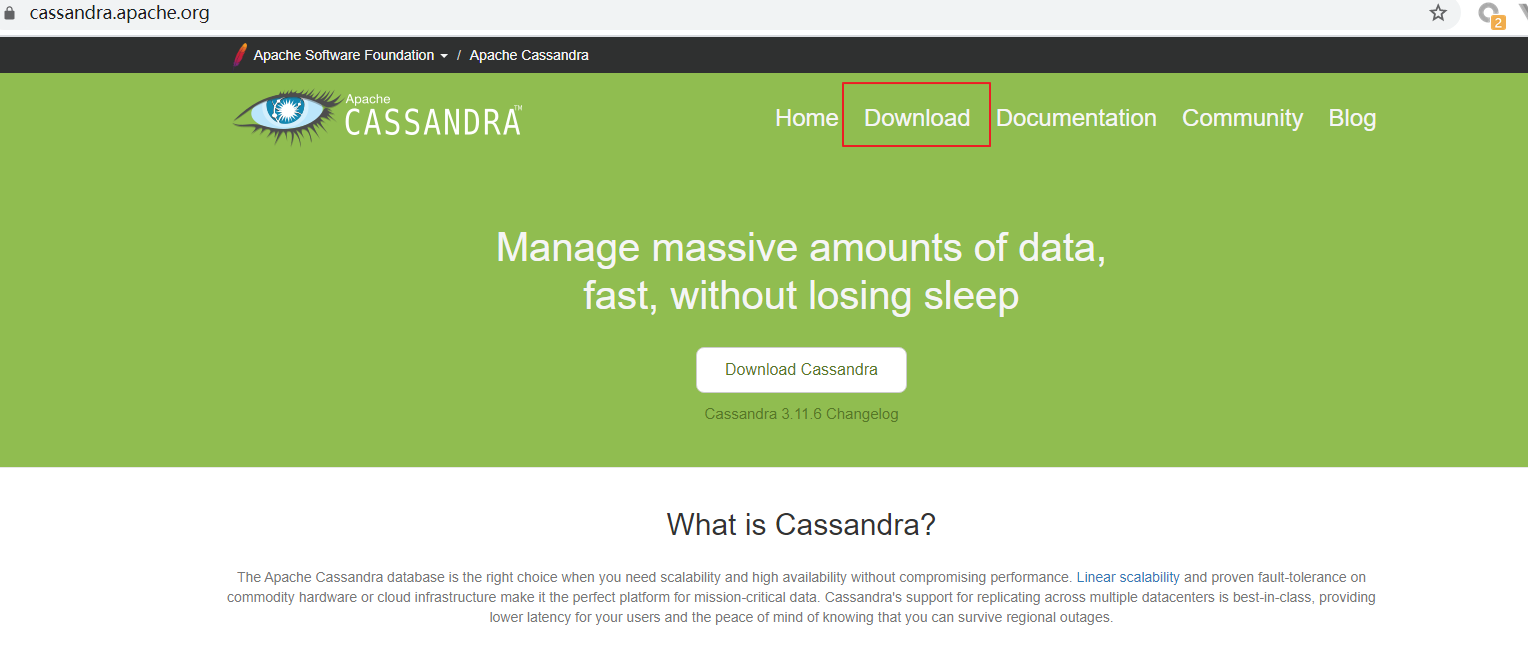 cassandra.apache.org
2
Apache Software Foundation / Apache Cassandra
Apache
CASSANDRA™
Home Download Documentation Community Blog
Manage massive amounts of data,
fast, without losing sleep
Download Cassandra
Cassandra 3.11.6 Changelog
What is Cassandra?
The Apache Cassandra database is the right choice when you need scalability and high availability without compromising performance. Linear scalability and proven fault-tolerance on
commodity hardware or cloud infrastructure make it the perfect platform for mission-critical data. Cassandra's support for replicating across multiple datacenters is best-in-class, providing
lower latency for your users and the peace of mind of knowing that you can survive regional outages.